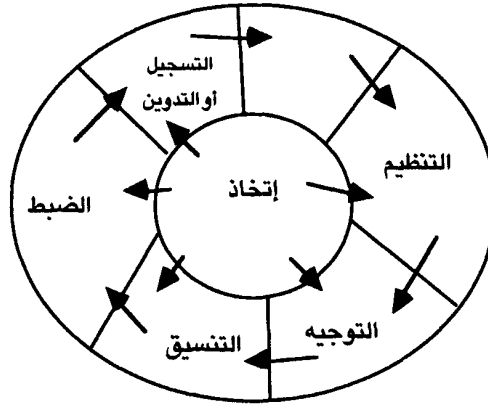 التسجيل
أو التدوين
التنظيم
إتخاذ
الضبط
التوجيه
التنسيق